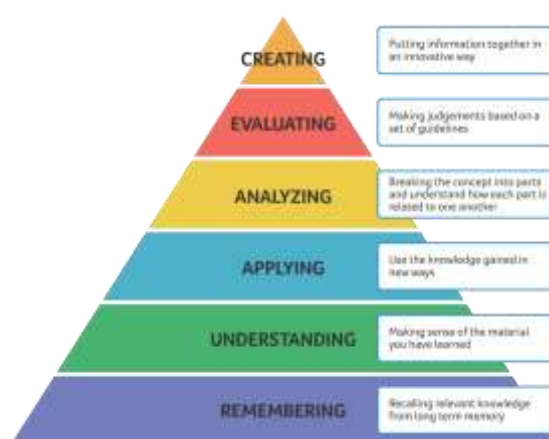 CREATING
Putting information together in
an innovative way
EVALUATING
Making judgements based on a
set of guidelines
ANALYZING
Breaking the concept into parts
and understand how each part is
related to one another
APPLYING
Use the knowledge gained in
new ways
UNDERSTANDING
Making sense of the material
you have learned
REMEMBERING
Recalling relevant knowledge
from long term memory